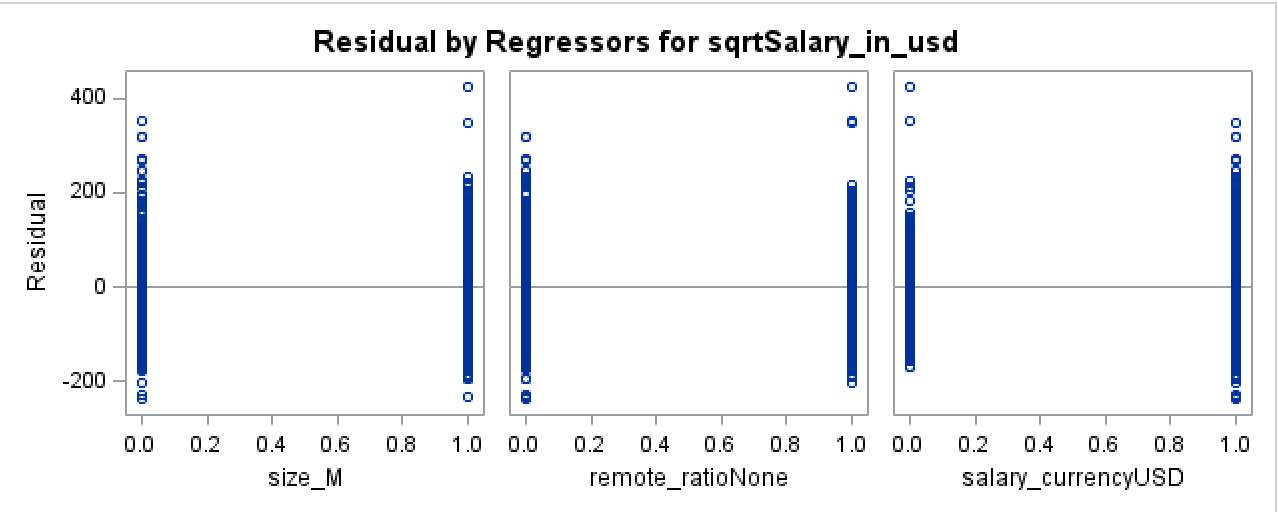 Residual by Regressors for sqrtSalary_in_usd
Residual
400
200
0
-200
0.0 0.2 0.4 0.6 0.8 1.0
size_M
0.0 0.2 0.4 0.6 0.8 1.0
remote_ratioNone
0.0 0.2 0.4 0.6 0.8 1.0
salary_currencyUSD